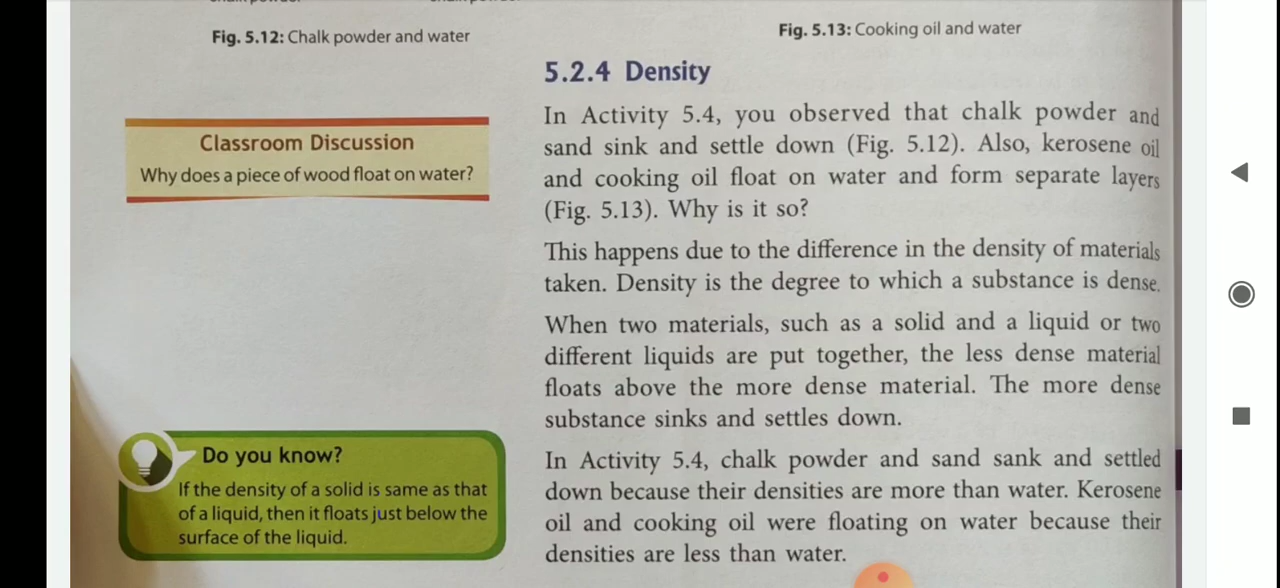 Fig. 5.12: Chalk powder and water
Fig. 5.13: Cooking oil and water
Classroom Discussion
Why does a piece of wood float on water?
5.2.4 Density
In Activity 5.4, you observed that chalk powder and
sand sink and settle down (Fig. 5.12). Also, kerosene oil
and cooking oil float on water and form separate layers
(Fig. 5.13). Why is it so?
This happens due to the difference in the density of materials
taken. Density is the degree to which a substance is dense.
When two materials, such as a solid and a liquid or two
different liquids are put together, the less dense material
floats above the more dense material. The more dense
substance sinks and settles down.
In Activity 5.4, chalk powder and sand sank and settled
down because their densities are more than water. Kerosene
oil and cooking oil were floating on water because their
densities are less than water.
Do you know?
If the density of a solid is same as that
of a liquid, then it floats just below the
surface of the liquid.